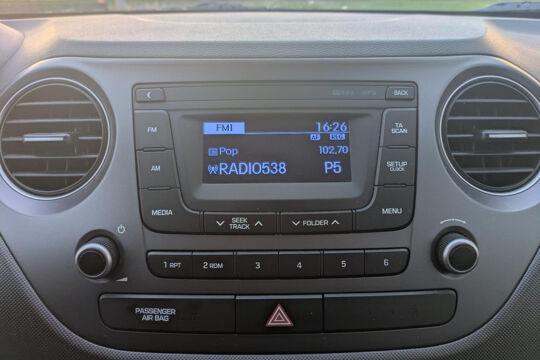 BACK
FM
FM1 16:26
AF REG
TA
SCAN
Pop 102,70
RADIO538 P5
AM
SETUP
CLOCK
MEDIA
SEEK
TRACK
FOLDER
MENU
1 RPT
2 RDM
3
4
5
6
PASSENGER
AIR BAG